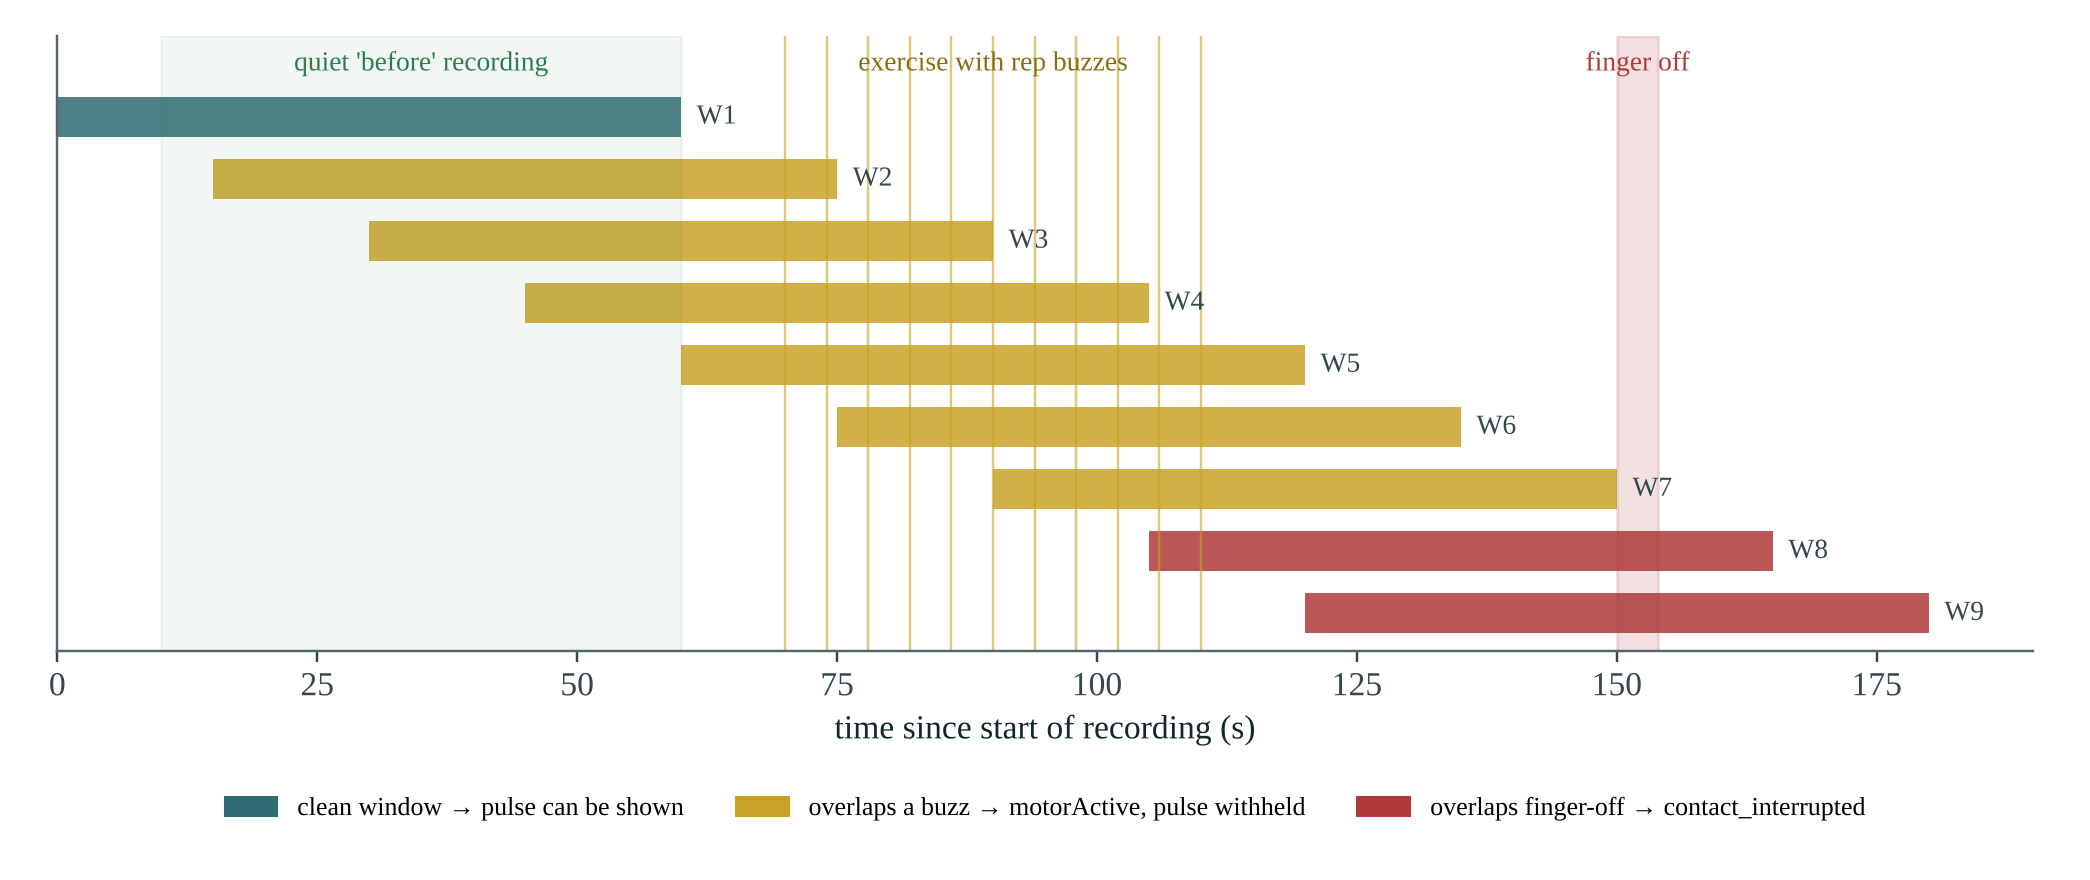 quiet 'before' recording
exercise with rep buzzes
finger off
W1
W2
W3
W4
W5
W6
W7
W8
W9
0 25 50 75 100 125 150 175
time since start of recording (s)
clean window → pulse can be shown
overlaps a buzz → motorActive, pulse withheld
overlaps finger-off → contact_interrupted